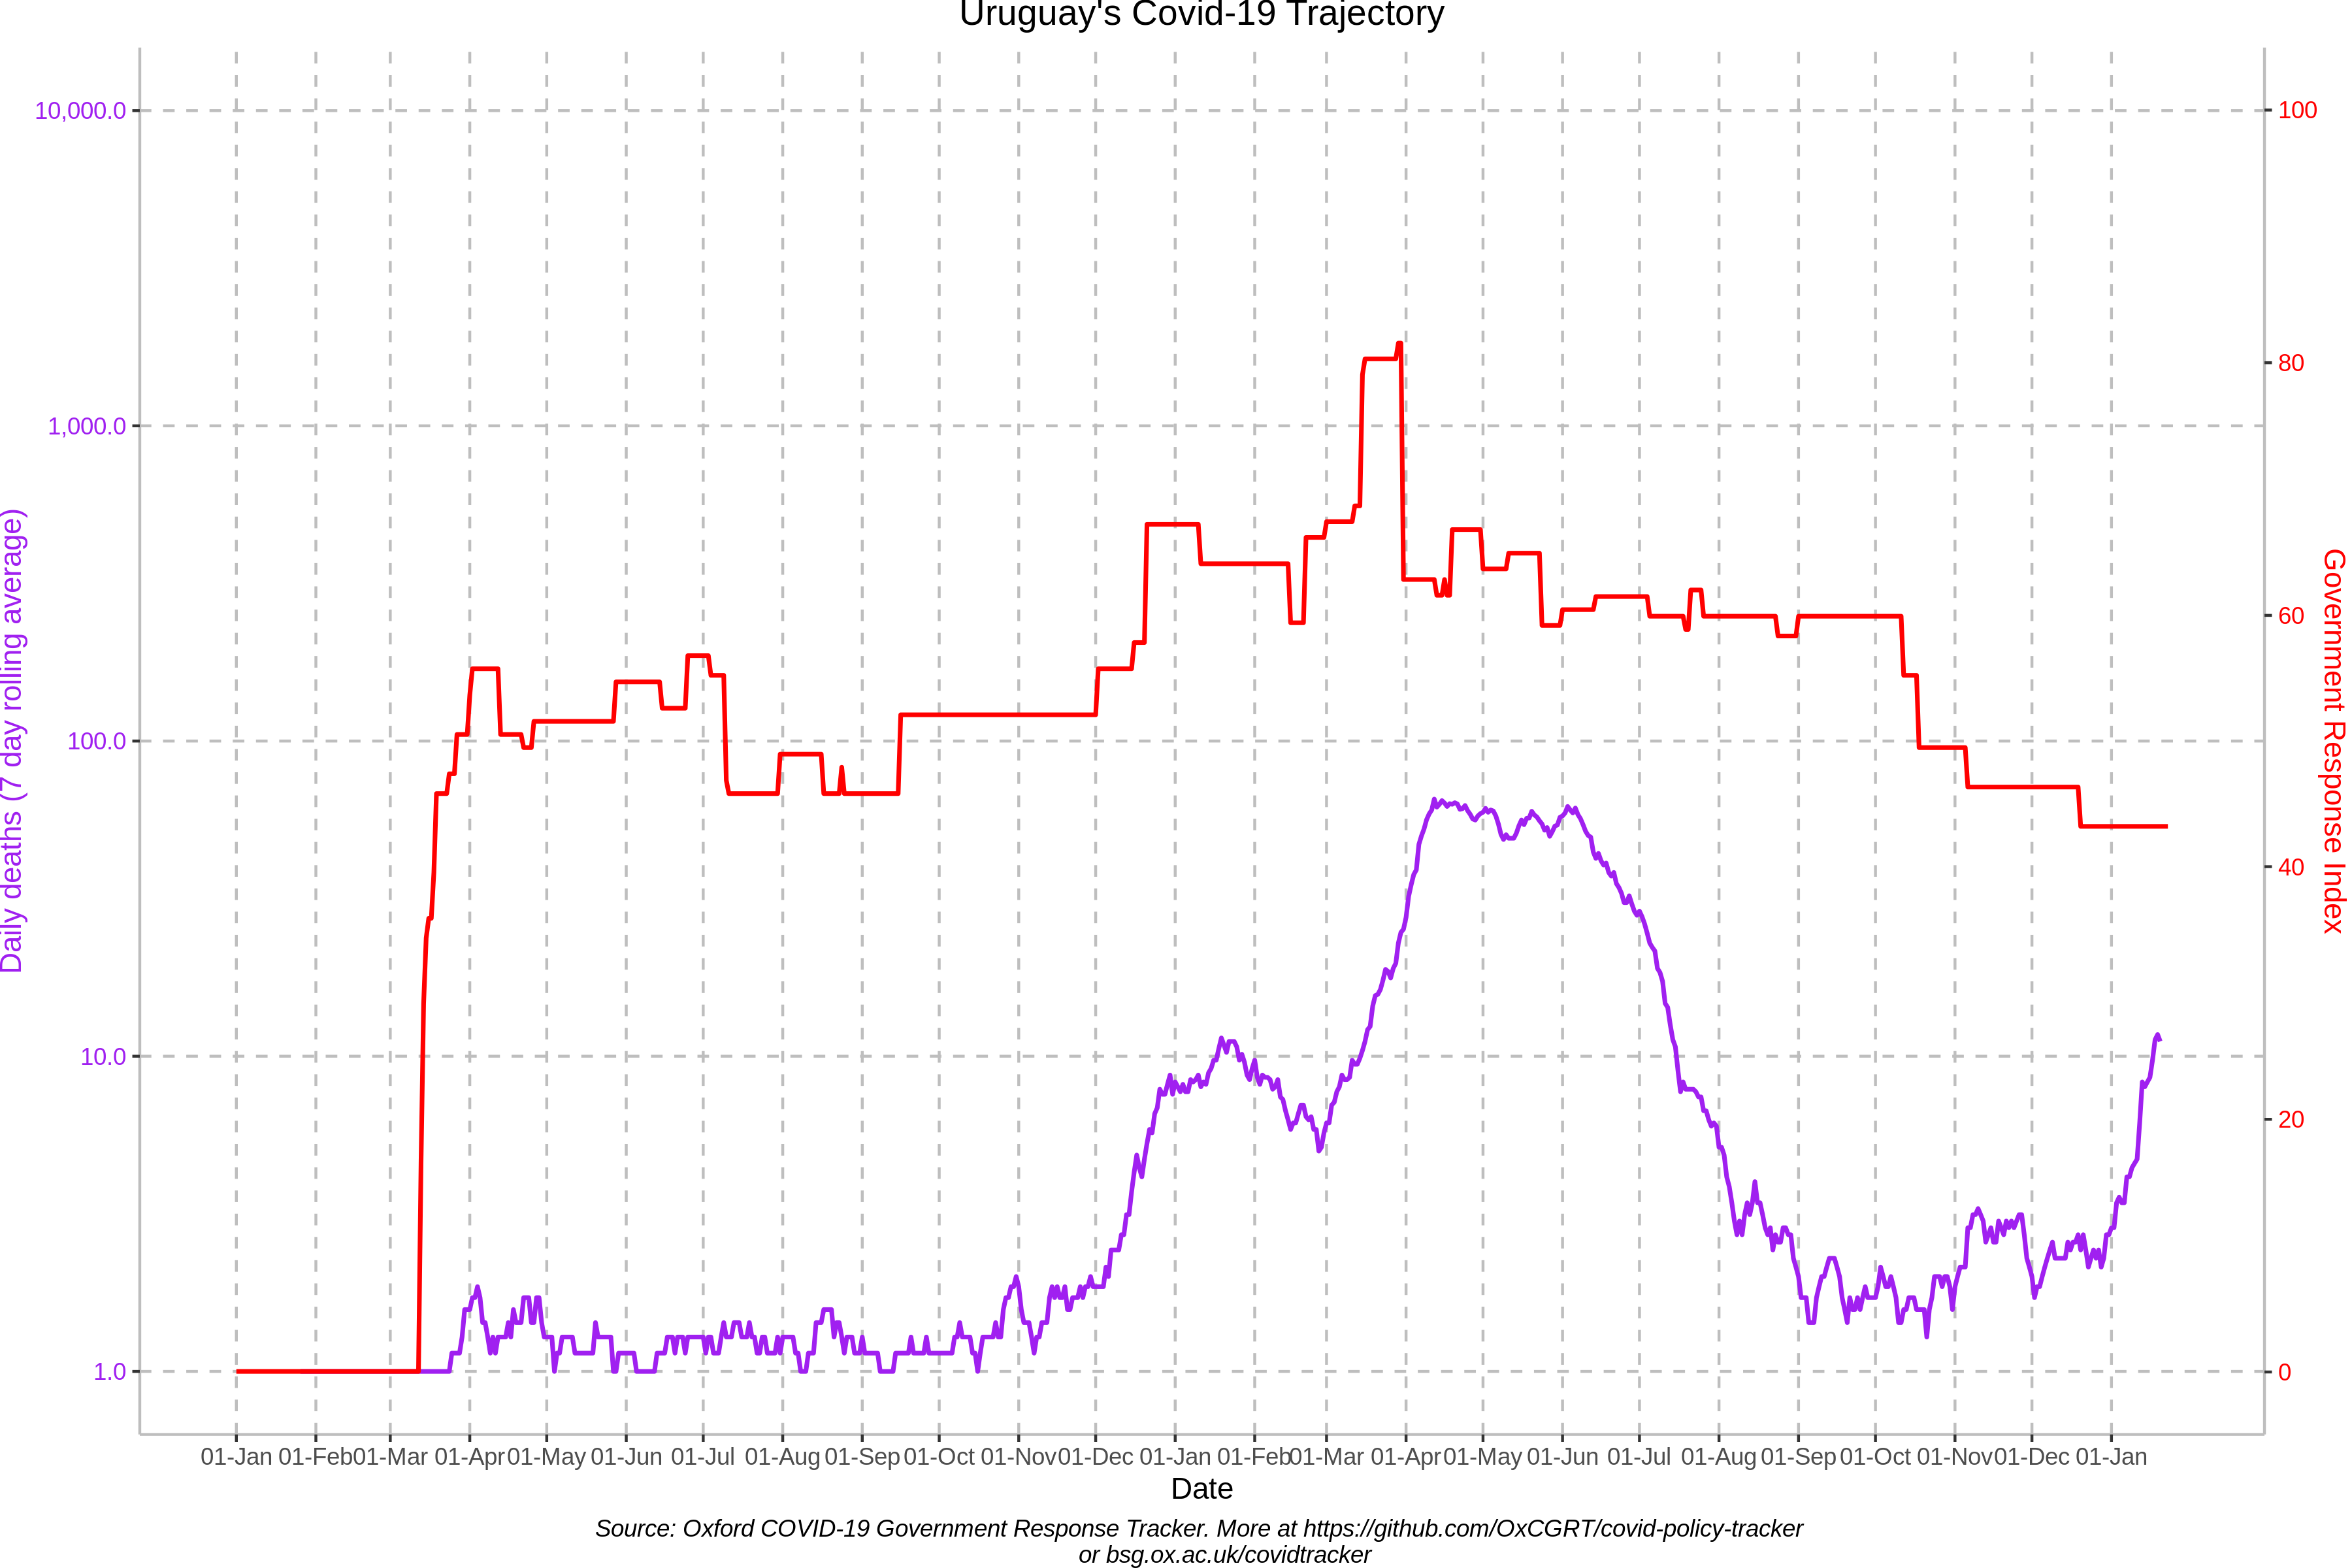 Uruguay's Covid-19 Trajectory
10,000.0
1,000.0
100.0
10.0
1.0
Daily deaths (7 day rolling average)
100
80
60
40
20
0
Government Response Index
01-Jan 01-Feb 01-Mar 01-Apr 01-May 01-Jun 01-Jul 01-Aug 01-Sep 01-Oct 01-Nov 01-Dec 01-Jan 01-Feb 01-Mar 01-Apr 01-May 01-Jun 01-Jul 01-Aug 01-Sep 01-Oct 01-Nov 01-Dec 01-Jan
Date
Source: Oxford COVID-19 Government Response Tracker. More at https://github.com/OxCGRT/covid-policy-tracker
or bsg.ox.ac.uk/covidtracker